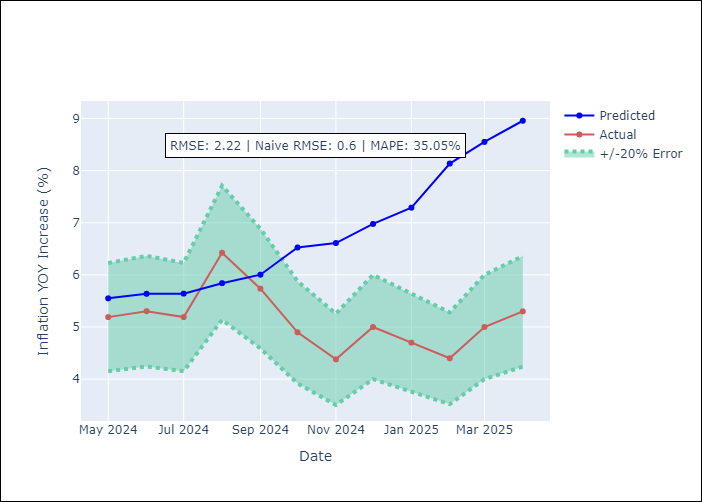 Predicted
Actual
+/-20% Error
RMSE: 2.22 | Naive RMSE: 0.6 | MAPE: 35.05%
Inflation YOY Increase (%)
9
8
7
6
5
4
May 2024 Jul 2024 Sep 2024 Nov 2024 Jan 2025 Mar 2025
Date